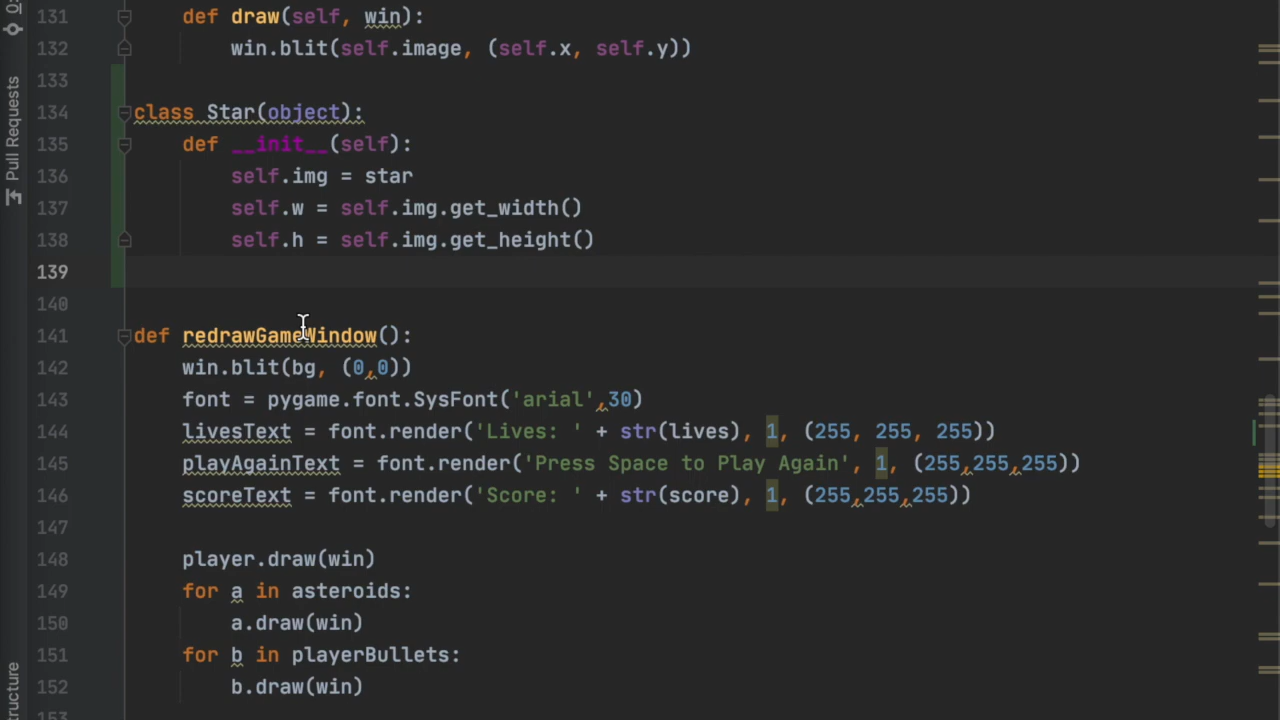 131 def draw(self, win):
132 win.blit(self.image, (self.x, self.y))
133
134 class Star(object):
135 def __init__(self):
136 self.img = star
137 self.w = self.img.get_width()
138 self.h = self.img.get_height()
139
140
141 def redrawGameWindow():
142 win.blit(bg, (0,0))
143 font = pygame.font.SysFont('arial',30)
144 livesText = font.render('Lives: ' + str(lives), 1, (255, 255, 255))
145 playAgainText = font.render('Press Space to Play Again', 1, (255,255,255))
146 scoreText = font.render('Score: ' + str(score), 1, (255,255,255))
147
148 player.draw(win)
149 for a in asteroids:
150 a.draw(win)
151 for b in playerBullets:
152 b.draw(win)
153
Pull Requests
ructure